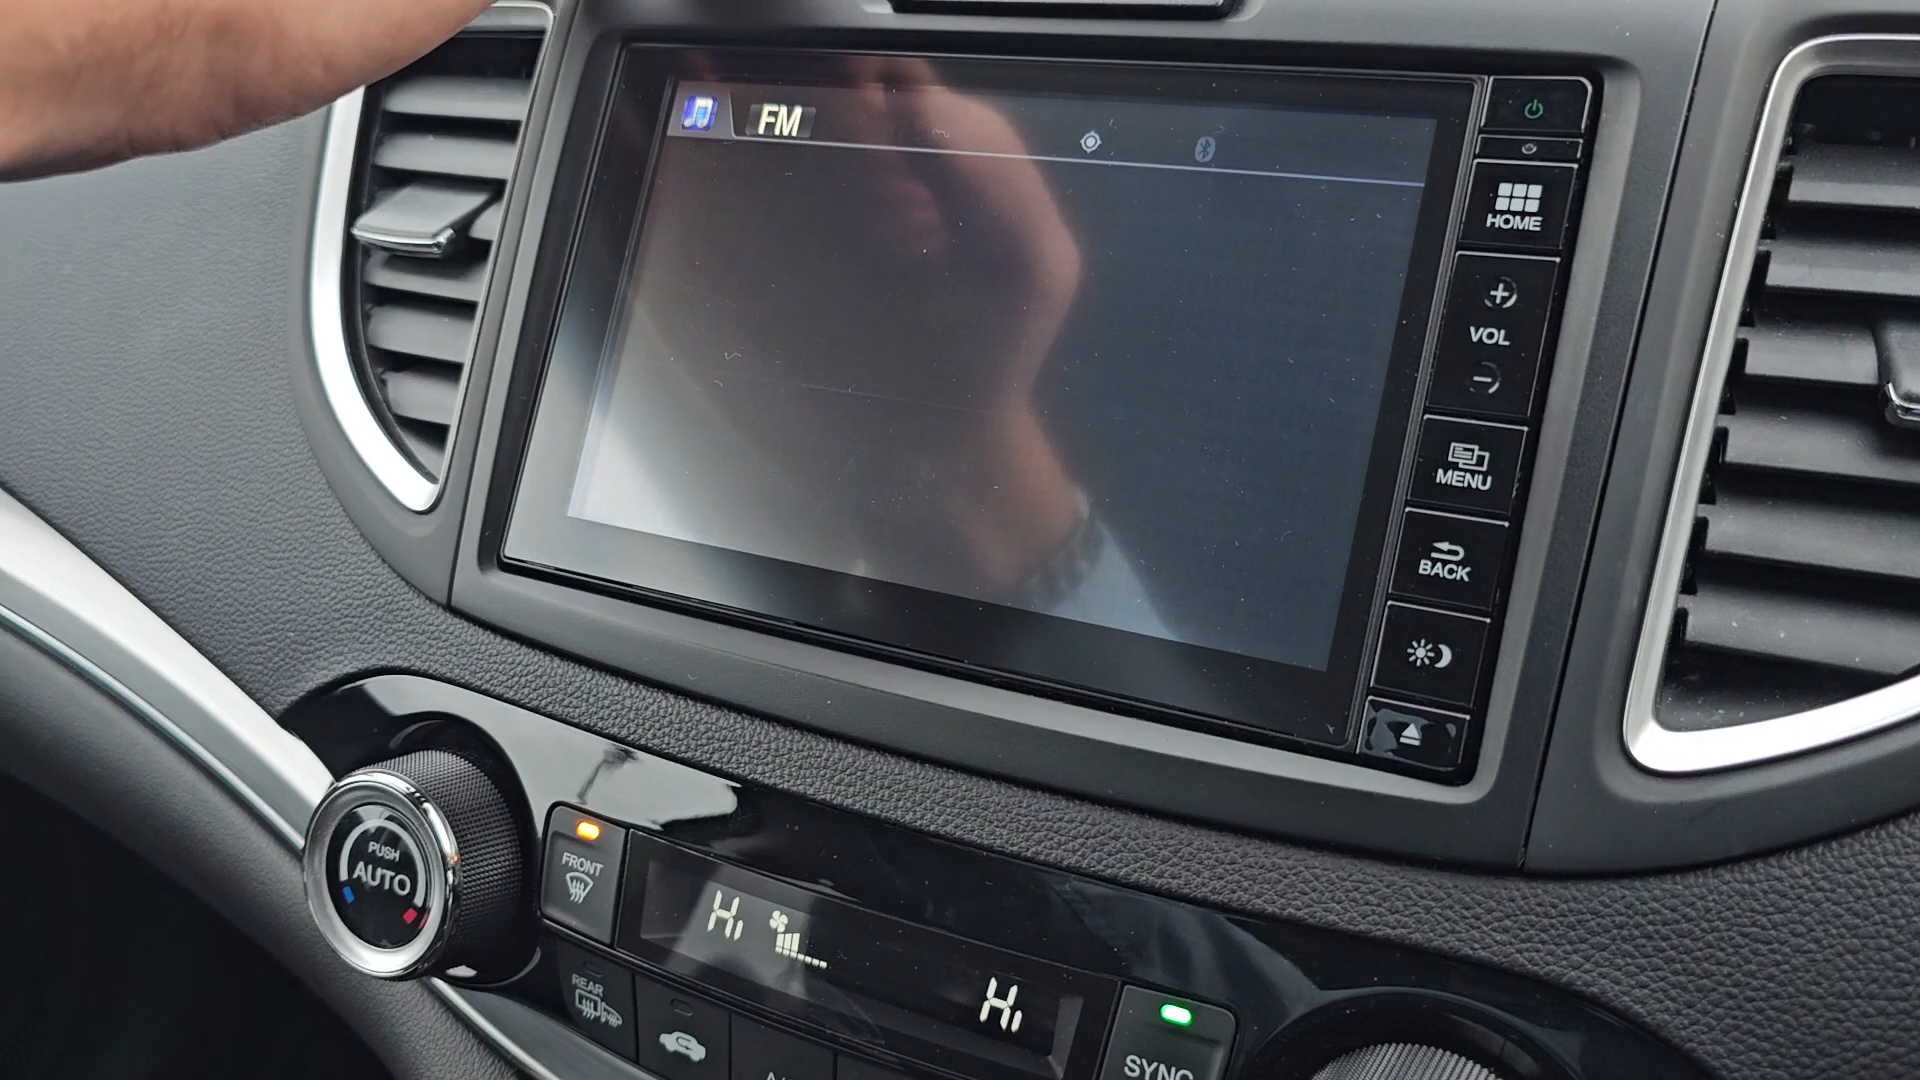 FM
HOME
VOL
MENU
BACK
PUSH
AUTO
FRONT
Hi
REAR
Hi
SYNC